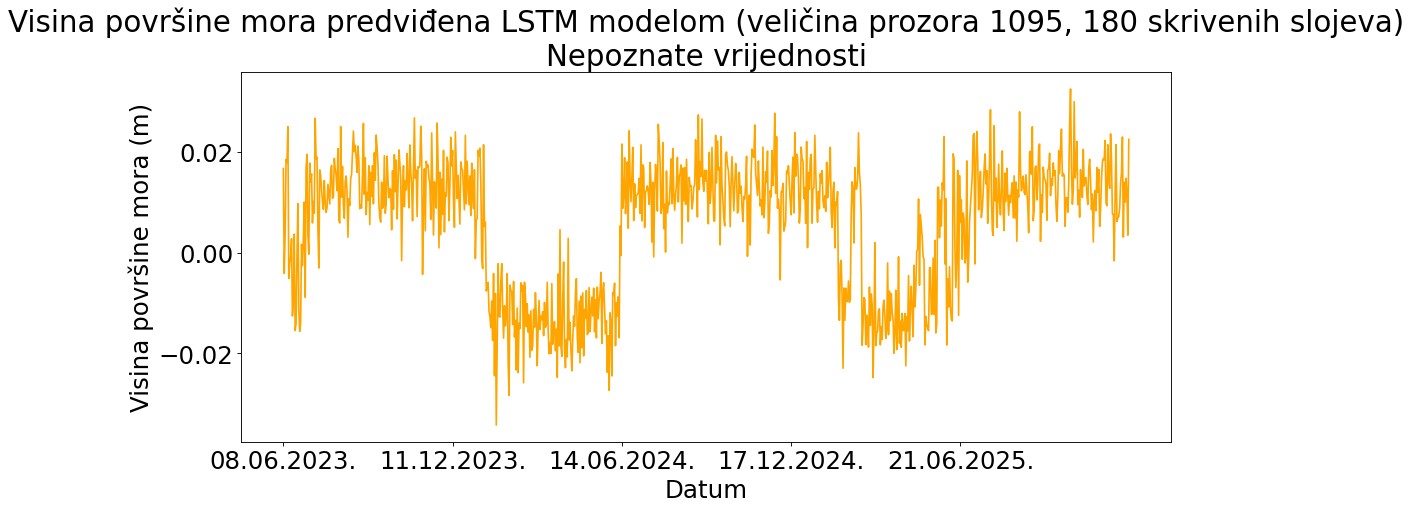 Visina površine mora predviđena LSTM modelom (veličina prozora 1095, 180 skrivenih slojeva)
Nepoznate vrijednosti
Visina površine mora (m)
0.02
0.00
−0.02
08.06.2023. 11.12.2023. 14.06.2024. 17.12.2024. 21.06.2025.
Datum